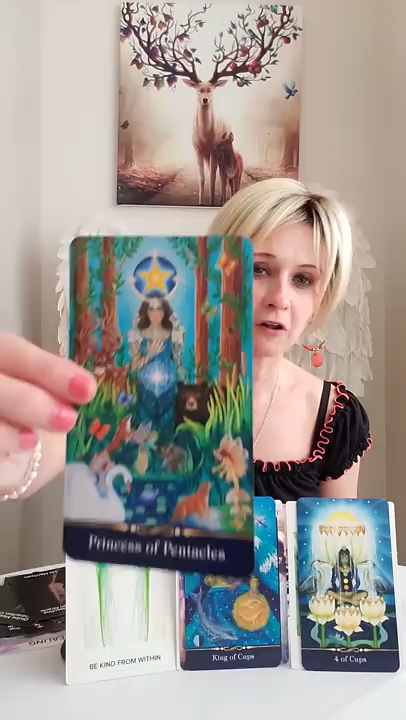 Princess of Pentacles
BE KIND FROM WITHIN
King of Cups
4 of Cups